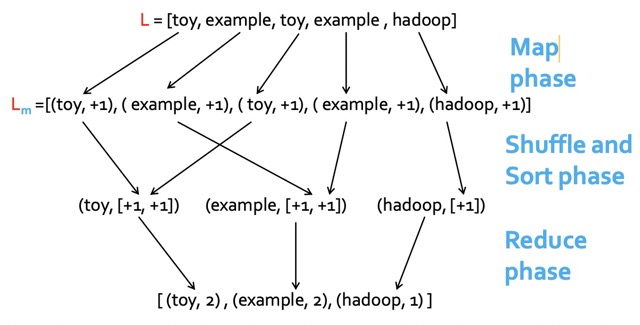 L = [toy, example, toy, example , hadoop]
Map
phase
Lm =[(toy, +1), ( example, +1), ( toy, +1), ( example, +1), (hadoop, +1)]
Shuffle and
Sort phase
(toy, [+1, +1]) (example, [+1, +1]) (hadoop, [+1])
Reduce
phase
[ (toy, 2) , (example, 2), (hadoop, 1) ]